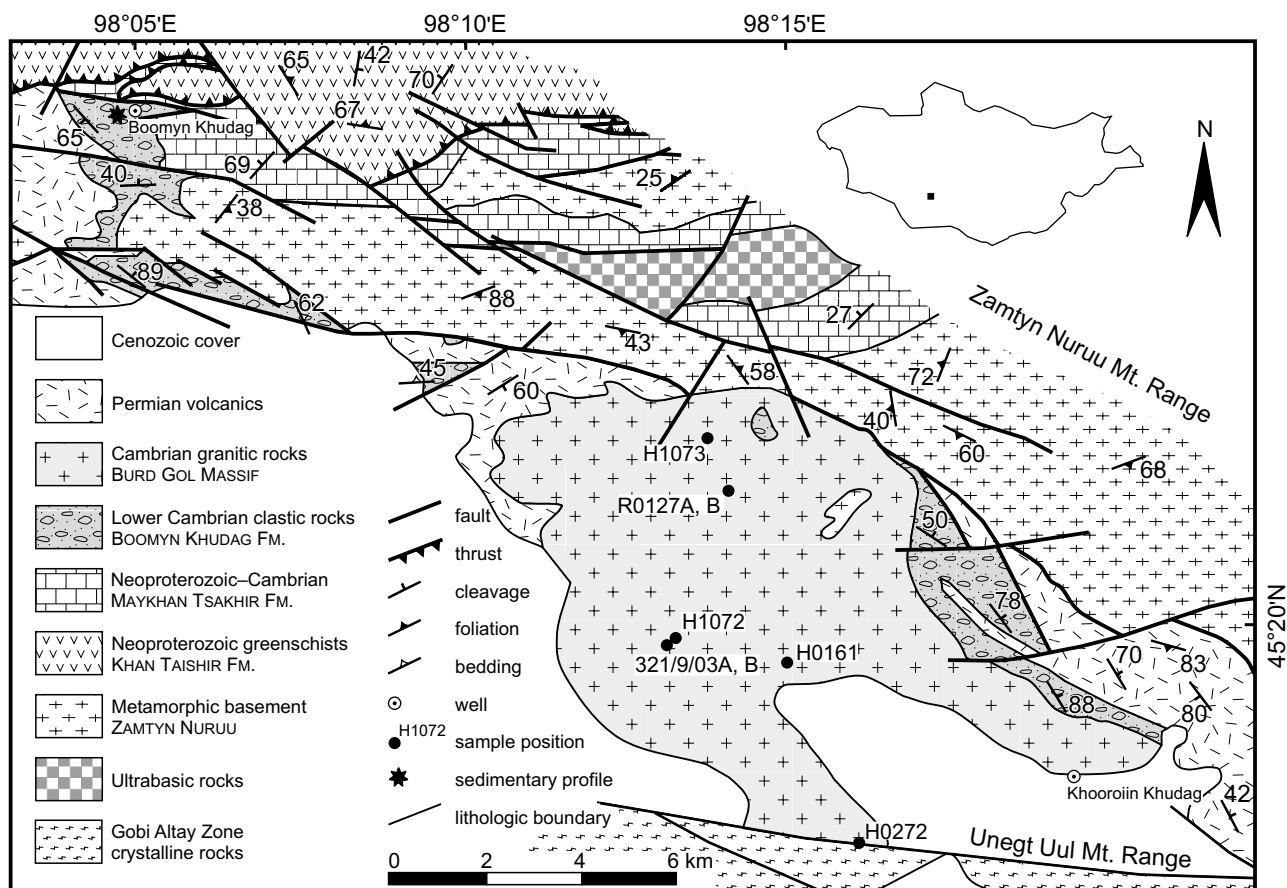 98°05'E
98°10'E
98°15'E
65
42
70
67
Boomyn Khudag
65
69
40
25
38
N
89
62
88
27
Zamtyn Nuruu Mt. Range
43
45
60
58
72
40
60
68
H1073
R0127A, B
50
78
H1072
321/9/03A, B
H0161
45°20'N
70
83
88
80
Khooroiin Khudag
42
H0272
Unegt Uul Mt. Range
Cenozoic cover
Permian volcanics
Cambrian granitic rocks
BURD GOL MASSIF
Lower Cambrian clastic rocks
BOOMYN KHUDAG FM.
Neoproterozoic–Cambrian
MAYKHAN TSAKHIR FM.
Neoproterozoic greenschists
KHAN TAISHIR FM.
Metamorphic basement
ZAMTYN NURUU
Ultrabasic rocks
Gobi Altay Zone
crystalline rocks
fault
thrust
cleavage
foliation
bedding
well
H1072
sample position
sedimentary profile
lithologic boundary
0 2 4 6 km